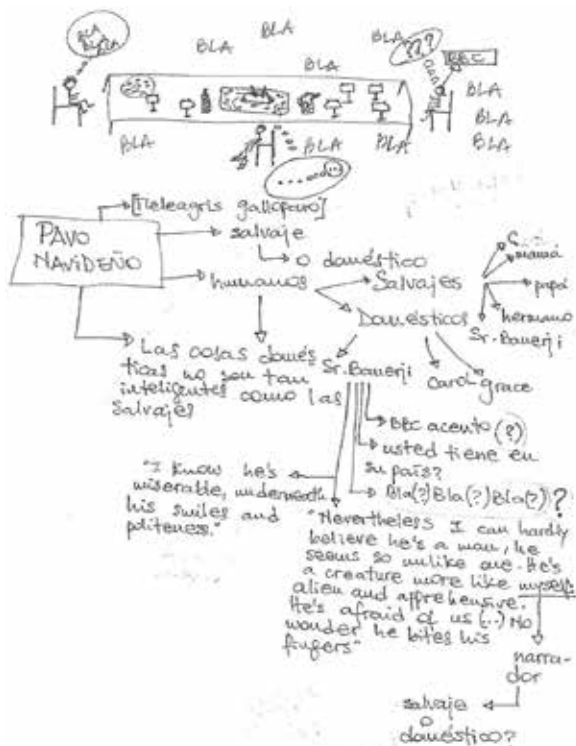 BLA
BLABLA
BLA
BLA
BLA
BLA
???
BBC
BLA
BLA
BLA
BLA
BLA
BLA
BLA
[Meleagris gallopavo]
PAVO
NAVIDEÑO
salvaje
o doméstico
humanos
Salvajes
Domésticos
mamá
papá
hermano
Sr. Banerji
Sr. Banerji
Carol
grace
Las cosas domés
ticas no son tan
inteligentes como las
salvajes
BBC acento (?)
usted tiene en
su país?
Bla(?) Bla(?) Bla(?)?
"I know he's
miserable, underneath
his smiles and
politeness."
"Nevertheless I can hardly
believe he's a man, he
seems so unlike one. He's
a creature more like myself:
alien and apprehensive.
He's afraid of us (...) No
wonder he bites his
fingers"
narra-
dor
salvaje
o
doméstico?